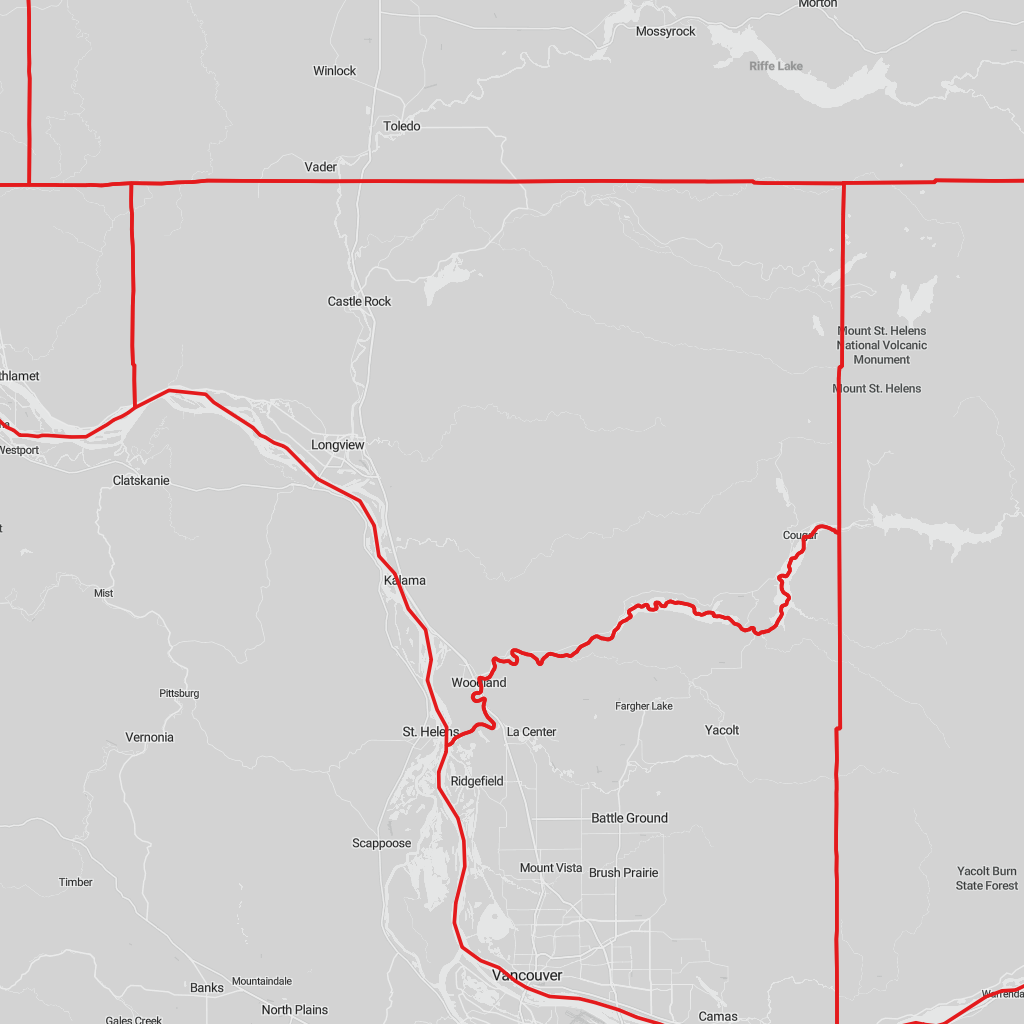 Morton
Mossyrock
Riffe Lake
Winlock
Toledo
Vader
Castle Rock
Mount St. Helens
National Volcanic
Monument
thlamet
Mount St. Helens
Longview
Westport
Clatskanie
Cougar
Kalama
Mist
Woodland
Pittsburg
Fargher Lake
Vernonia
St. Helens
La Center
Yacolt
Ridgefield
Battle Ground
Scappoose
Mount Vista
Brush Prairie
Timber
Yacolt Burn
State Forest
Vancouver
Mountaindale
Banks
Warrenda
North Plains
Camas
Gales Creek